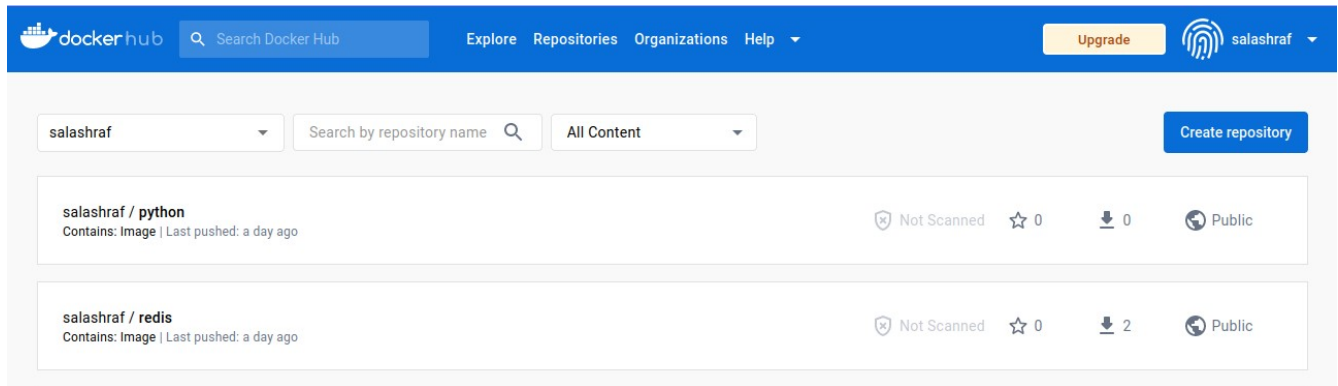 dockerhub Search Docker Hub Explore Repositories Organizations Help Upgrade salashraf
salashraf Search by repository name All Content Create repository
salashraf / python
Contains: Image | Last pushed: a day ago
Not Scanned 0 0 Public
salashraf / redis
Contains: Image | Last pushed: a day ago
Not Scanned 0 2 Public